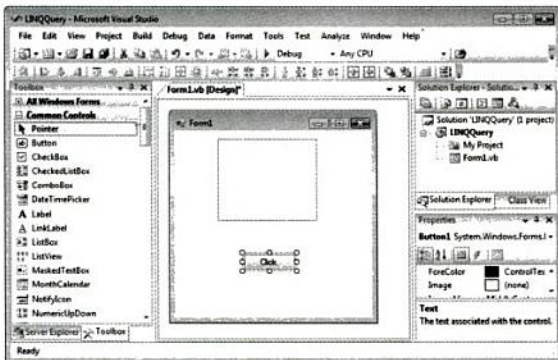 LINQQuery - Microsoft Visual Studio
File Edit View Project Build Debug Data Format Tools Test Analyze Window Help
Debug Any CPU
Toolbox
All Windows Forms
Common Controls
Pointer
Button
CheckBox
CheckedListBox
ComboBox
DateTimePicker
Label
LinkLabel
ListBox
ListView
MaskedTextBox
MonthCalendar
NotifyIcon
NumericUpDown
Server Explorer Toolbox
Form1.vb [Design]*
Form1
Click
Solution Explorer - Solutio...
Solution 'LINQQuery' (1 project)
LINQQuery
My Project
Form1.vb
Solution Explorer Class View
Properties
Button1 System.Windows.Forms.I
ForeColor ControlTex
Image (none)
Text
The text associated with the control.
Ready